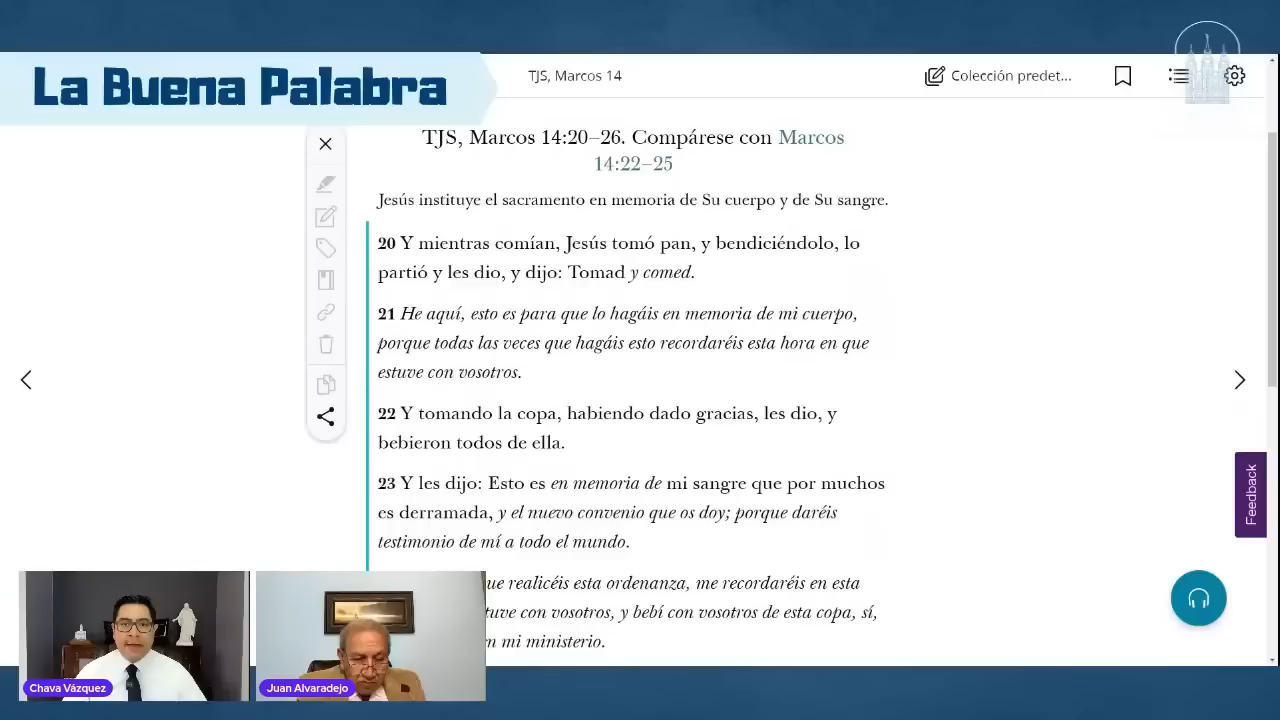 La Buena Palabra
TJS, Marcos 14
Colección predet...
TJS, Marcos 14:20–26. Compárese con Marcos
14:22–25
Jesús instituye el sacramento en memoria de Su cuerpo y de Su sangre.
20 Y mientras comían, Jesús tomó pan, y bendiciéndolo, lo
partió y les dio, y dijo: Tomad y comed.
21 He aquí, esto es para que lo hagáis en memoria de mi cuerpo,
porque todas las veces que hagáis esto recordaréis esta hora en que
estuve con vosotros.
22 Y tomando la copa, habiendo dado gracias, les dio, y
bebieron todos de ella.
23 Y les dijo: Esto es en memoria de mi sangre que por muchos
es derramada, y el nuevo convenio que os doy; porque daréis
testimonio de mí a todo el mundo.
ue realicéis esta ordenanza, me recordaréis en esta
tuve con vosotros, y bebí con vosotros de esta copa, sí,
n mi ministerio.
Feedback
Chava Vázquez
Juan Alvaradejo